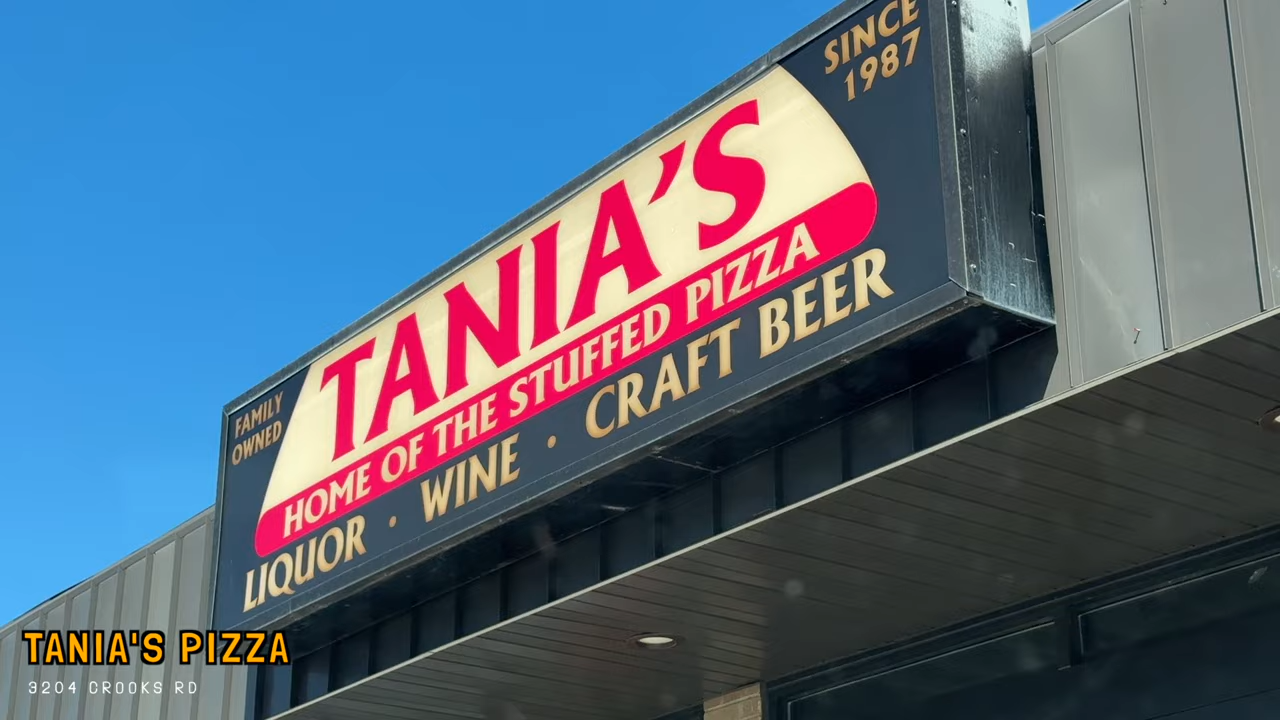 SINCE
1987
TANIA'S
FAMILY
OWNED
HOME OF THE STUFFED PIZZA
LIQUOR • WINE • CRAFT BEER
TANIA'S PIZZA
3204 CROOKS RD